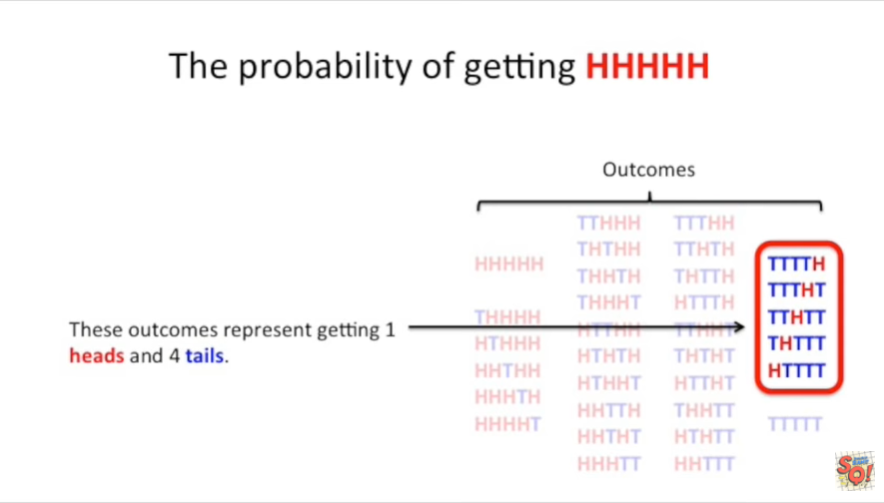 The probability of getting HHHHH
Outcomes
HHHHH
THHHH
HTHHH
HHTHH
HHHTH
HHHHT
TTHHH
THTHH
THHTH
THHHT
HTTHH
HTHTH
HTHHT
HHTTH
HHTHT
HHHTT
TTTHH
TTHTH
THTTH
HTTTH
TTHHT
THTHT
HTTHT
THHTT
HTHTT
HHTTT
TTTTH
TTTHT
TTHTT
THTTT
HTTTT
TTTTT
These outcomes represent getting 1
heads and 4 tails.
SQ!